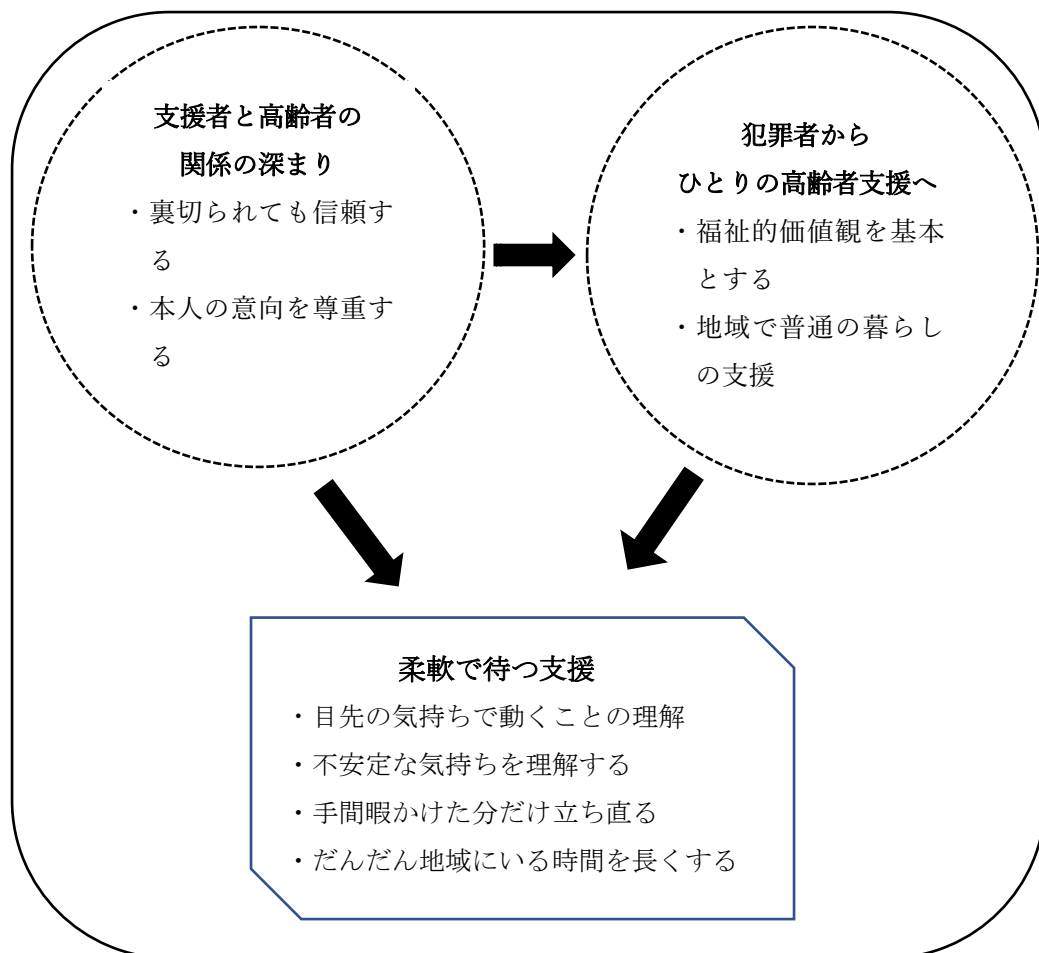 支援者と高齢者の
関係の深まり
・裏切られても信頼す
る
・本人の意向を尊重す
る
犯罪者から
ひとりの高齢者支援へ
・福祉的価値観を基本
とする
・地域で普通の暮らし
の支援
柔軟で待つ支援
・目先の気持ちで動くことの理解
・不安定な気持ちを理解する
・手間暇かけた分だけ立ち直る
・だんだん地域にいる時間を長くする